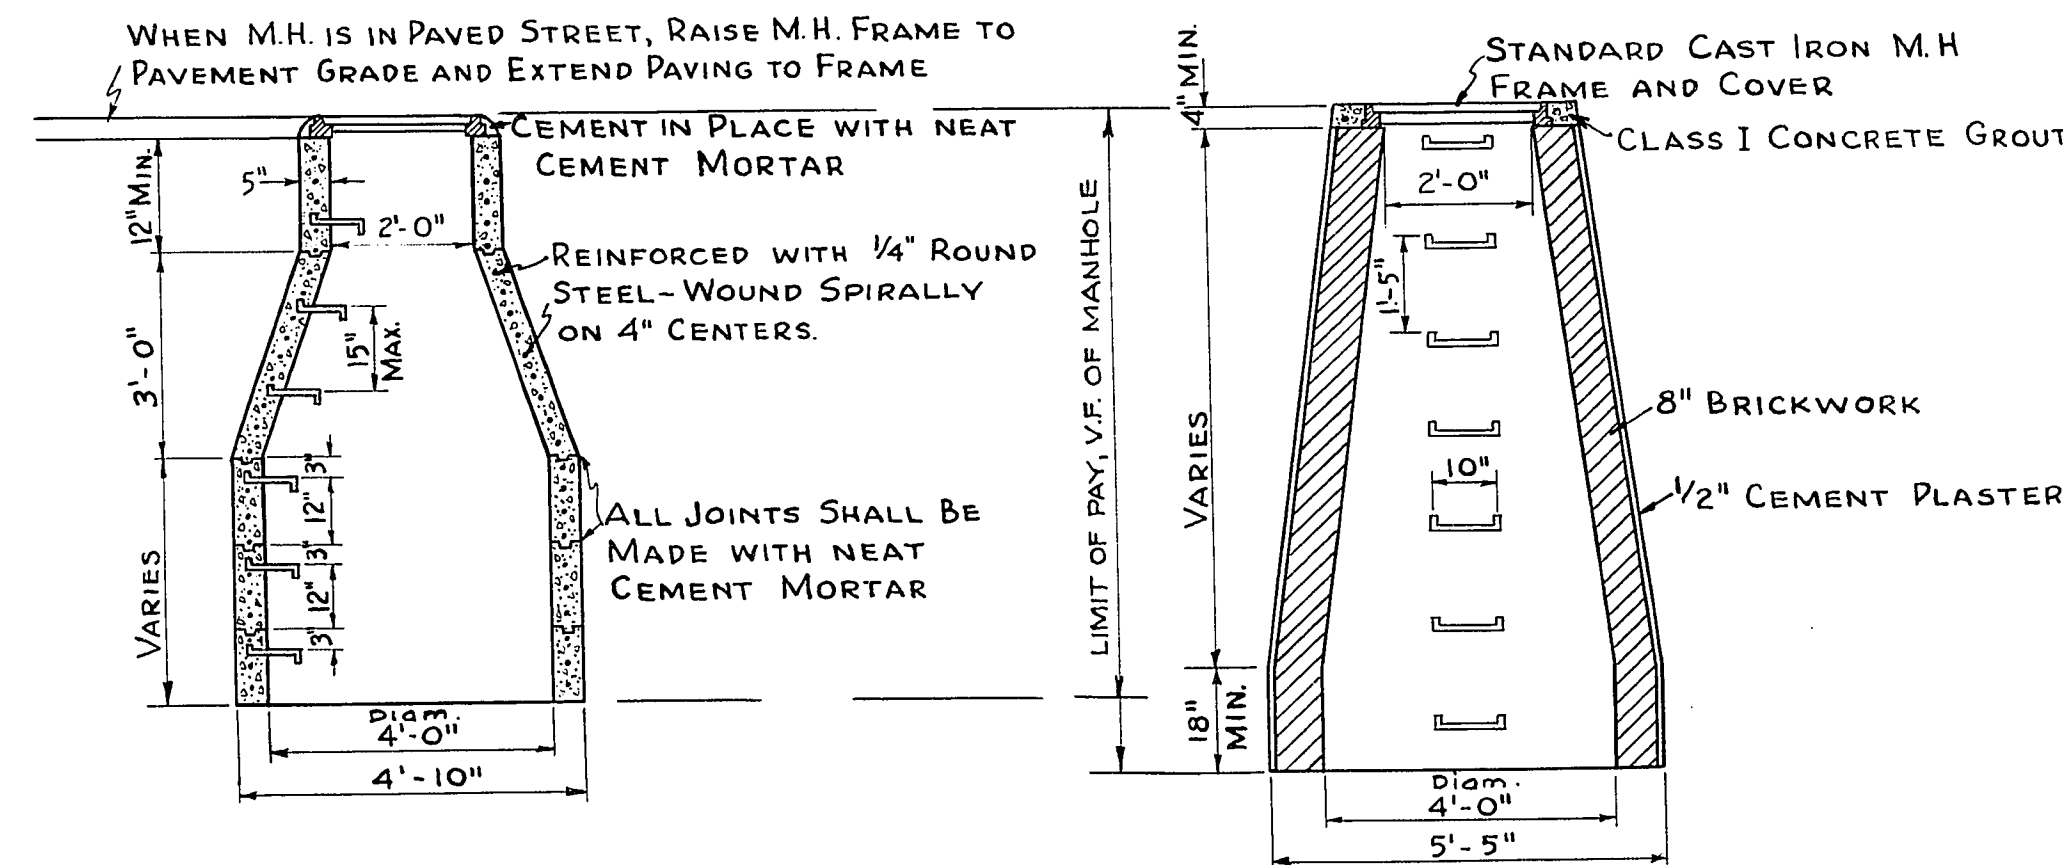 WHEN M.H. IS IN PAVED STREET, RAISE M.H. FRAME TO
PAVEMENT GRADE AND EXTEND PAVING TO FRAME
CEMENT IN PLACE WITH NEAT
CEMENT MORTAR
12" MIN.
5"
2'-0"
REINFORCED WITH 1/4" ROUND
STEEL-WOUND SPIRALLY
ON 4" CENTERS.
3'-0"
15"
MAX.
3"
12"
3"
12"
3"
VARIES
ALL JOINTS SHALL BE
MADE WITH NEAT
CEMENT MORTAR
Diam.
4'-0"
4'-10"
LIMIT OF PAY, V.F. OF MANHOLE
4" MIN.
STANDARD CAST IRON M.H
FRAME AND COVER
CLASS I CONCRETE GROUT
2'-0"
1'-5"
VARIES
8" BRICKWORK
10"
1/2" CEMENT PLASTER
18"
MIN.
Diam.
4'-0"
5'-5"